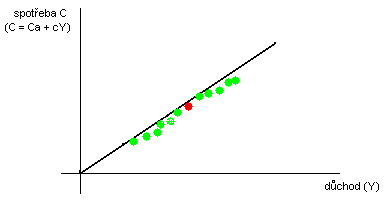 spotřeba C
(C = Ca + cY)
důchod (Y)